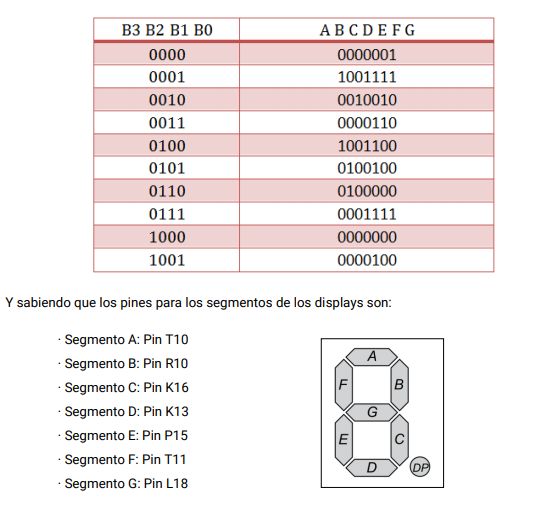 B3 B2 B1 B0 A B C D E F G
0000 0000001
0001 1001111
0010 0010010
0011 0000110
0100 1001100
0101 0100100
0110 0100000
0111 0001111
1000 0000000
1001 0000100
Y sabiendo que los pines para los segmentos de los displays son:
· Segmento A: Pin T10
· Segmento B: Pin R10
· Segmento C: Pin K16
· Segmento D: Pin K13
· Segmento E: Pin P15
· Segmento F: Pin T11
· Segmento G: Pin L18
A
F B
G
E C
D DP